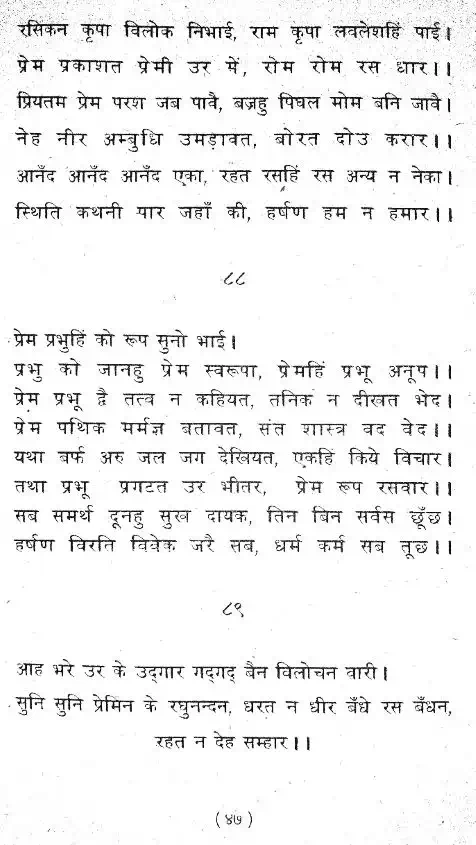 रसिकन कृपा विलोक निभाई, राम कृपा लवलेशहिं पाई।
प्रेम प्रकाशत प्रेमी उर में, रोम रोम रस धार।।
प्रियतम प्रेम परश जब पावै, बज्रहु पिघल मोम बनि जावै।
नेह नीर अम्बुधि उमड़ावत, बोरत दोउ करार।।
आनँद आनँद आनँद एका, रहत रसहिं रस अन्य न नेका।
स्थिति कथनी पार जहाँ की, हर्षण हम न हमार।।
८८
प्रेम प्रभुहिं को रूप सुनो भाई।
प्रभु को जानहु प्रेम स्वरूपा, प्रेमहिं प्रभू अनूप।।
प्रेम प्रभू द्वै तत्व न कहियत, तनिक न दीखत भेद।
प्रेम पथिक मर्मज्ञ बतावत, संत शास्त्र वद वेद।।
यथा बर्फ अरु जल जग देखियत, एकहिं किये विचार।
तथा प्रभू प्रगटत उर भीतर, प्रेम रूप रसवार।।
सब समर्थ दूनहु सुख दायक, तिन बिन सर्वस छूँछ।
हर्षण विरति विवेक जरै सब, धर्म कर्म सब तूछ।।
८९
आह भरे उर के उद्‌गार गद्‌गद् बैन विलोचन वारी।
सुनि सुनि प्रेमिन के रघुनन्दन, धरत न धीर बँधे रस बँधन,
रहत न देह सम्हार।।
(४७)